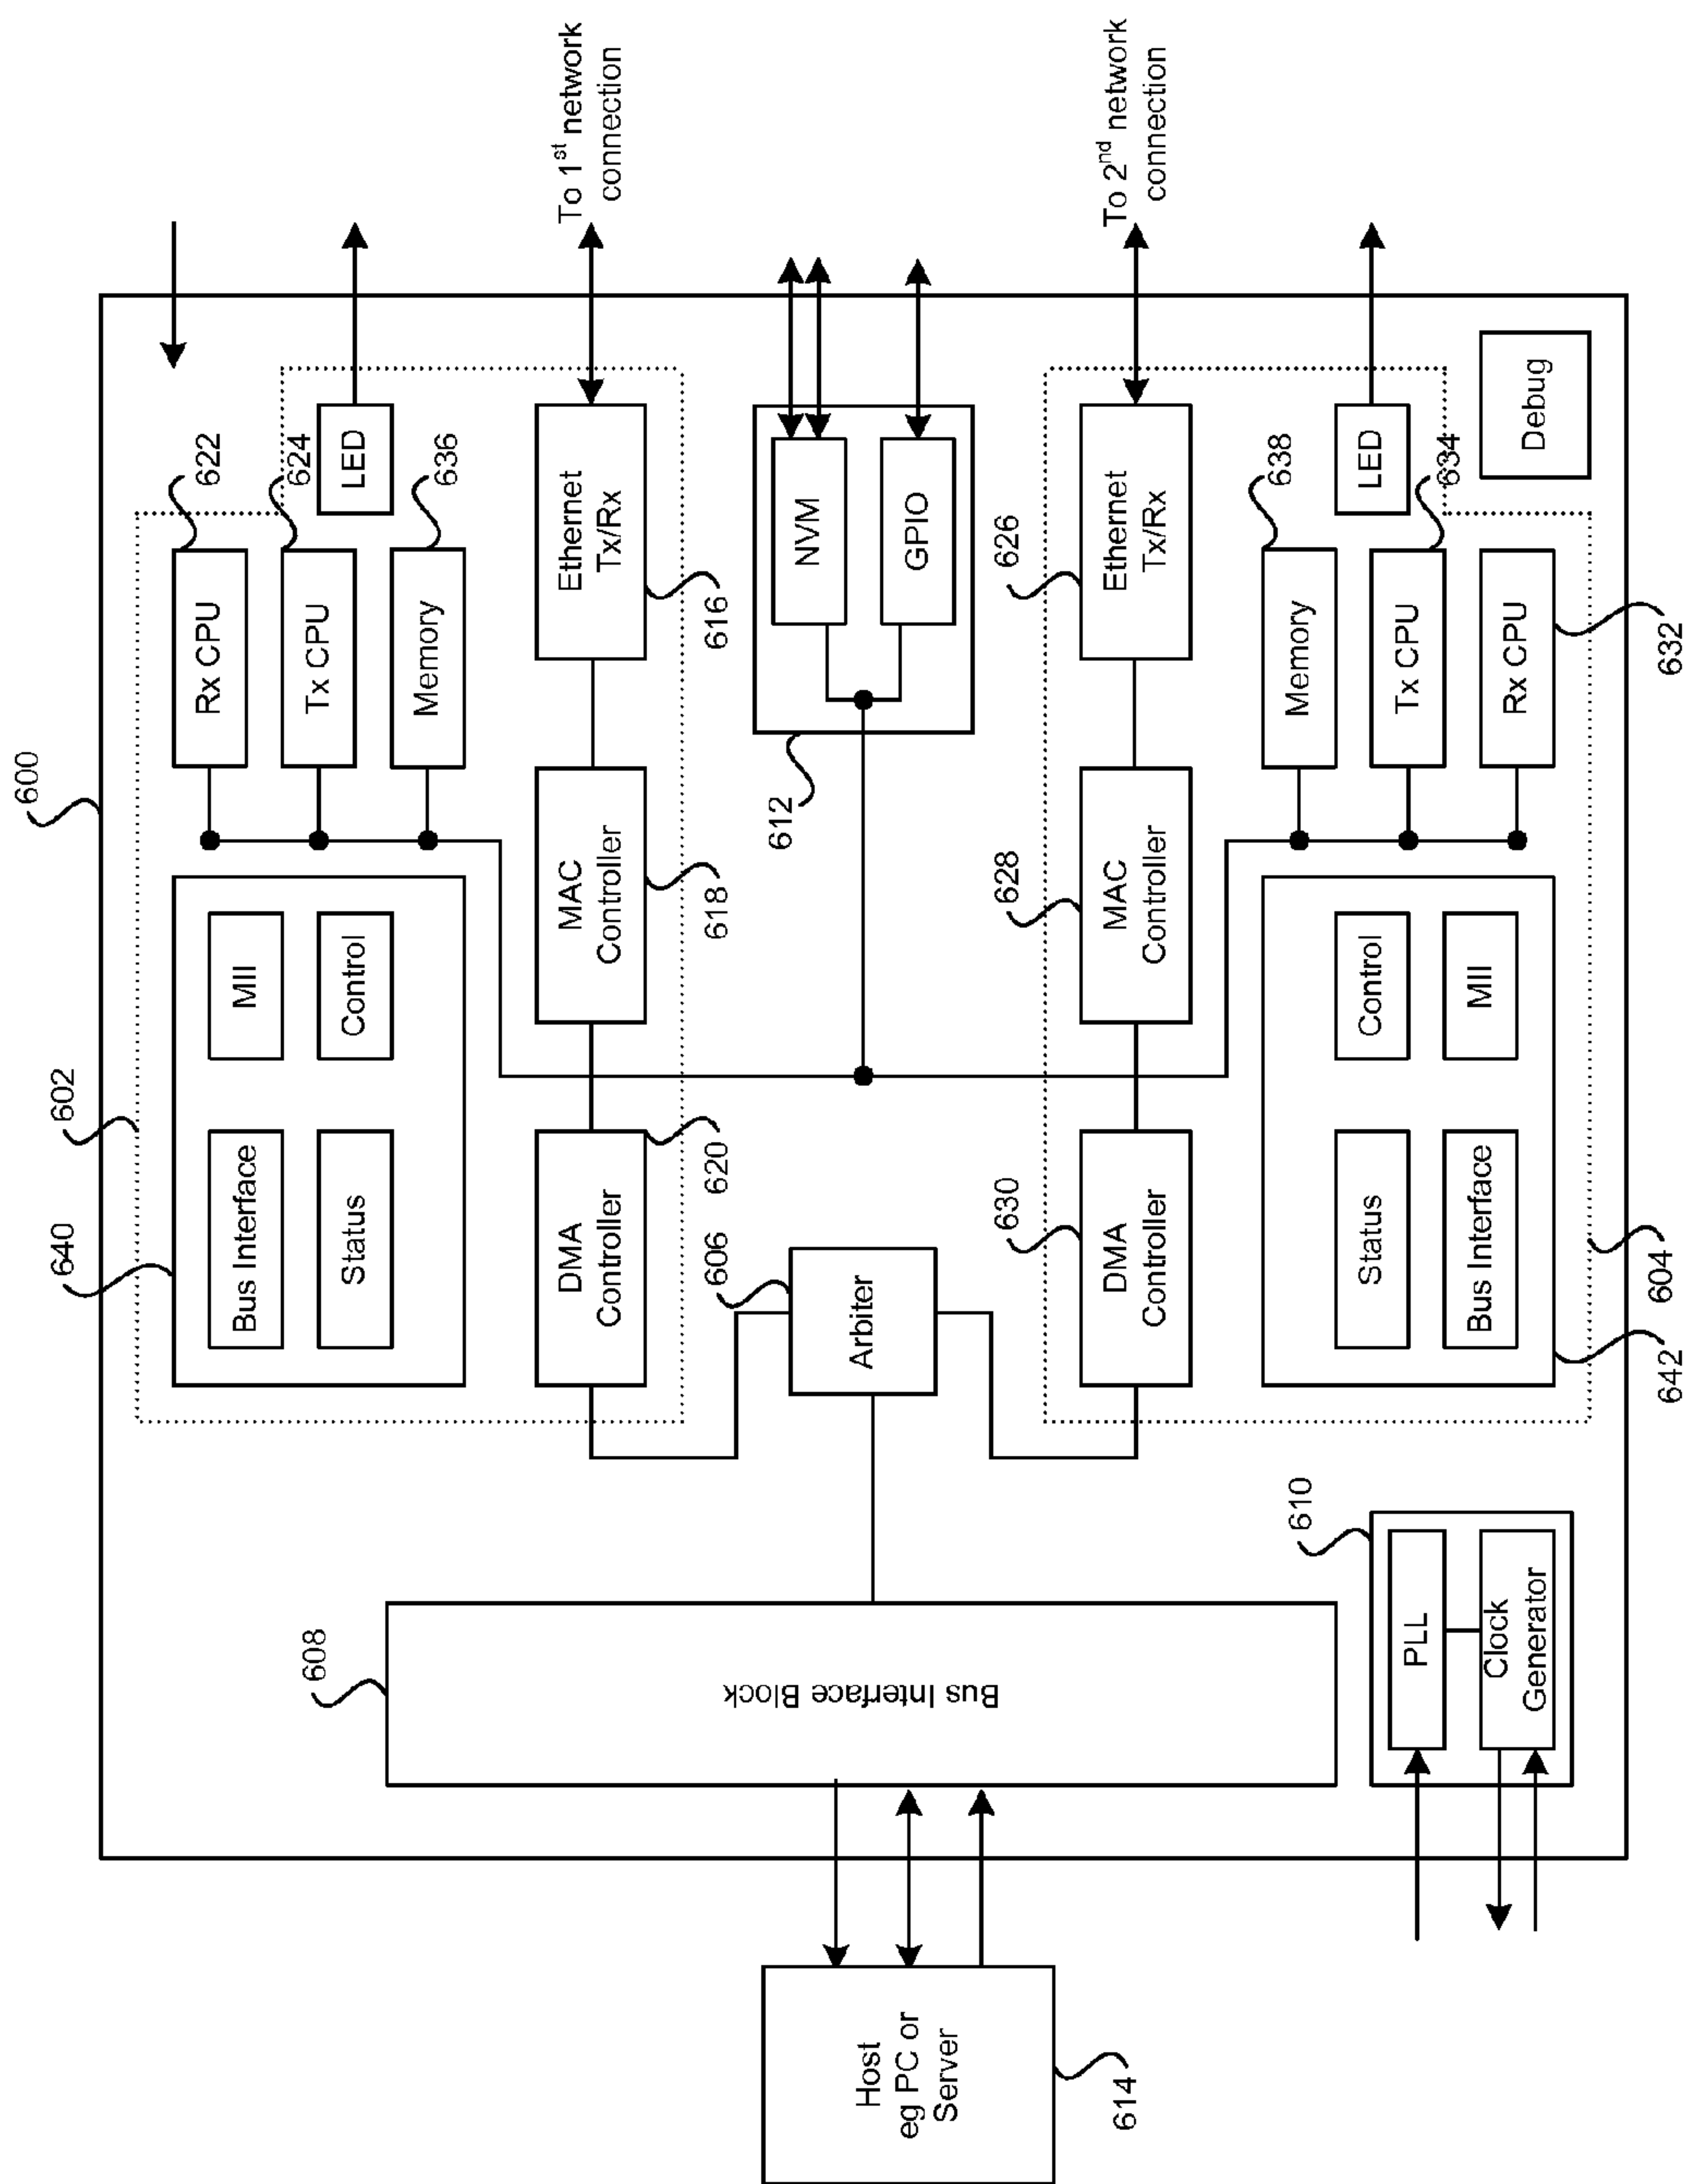 600
602
640
622
624
636
Bus Interface
MII
Rx CPU
Status
Control
Tx CPU
LED
Memory
DMA
Controller
MAC
Controller
Ethernet
Tx/Rx
To 1st network
connection
620
618
616
606
Arbiter
612
NVM
GPIO
608
Bus Interface Block
Host
eg PC or
Server
614
630
628
626
DMA
Controller
MAC
Controller
Ethernet
Tx/Rx
To 2nd network
connection
638
634
Status
Control
Memory
LED
Bus Interface
MII
Tx CPU
Rx CPU
Debug
610
PLL
Clock
Generator
642
604
632